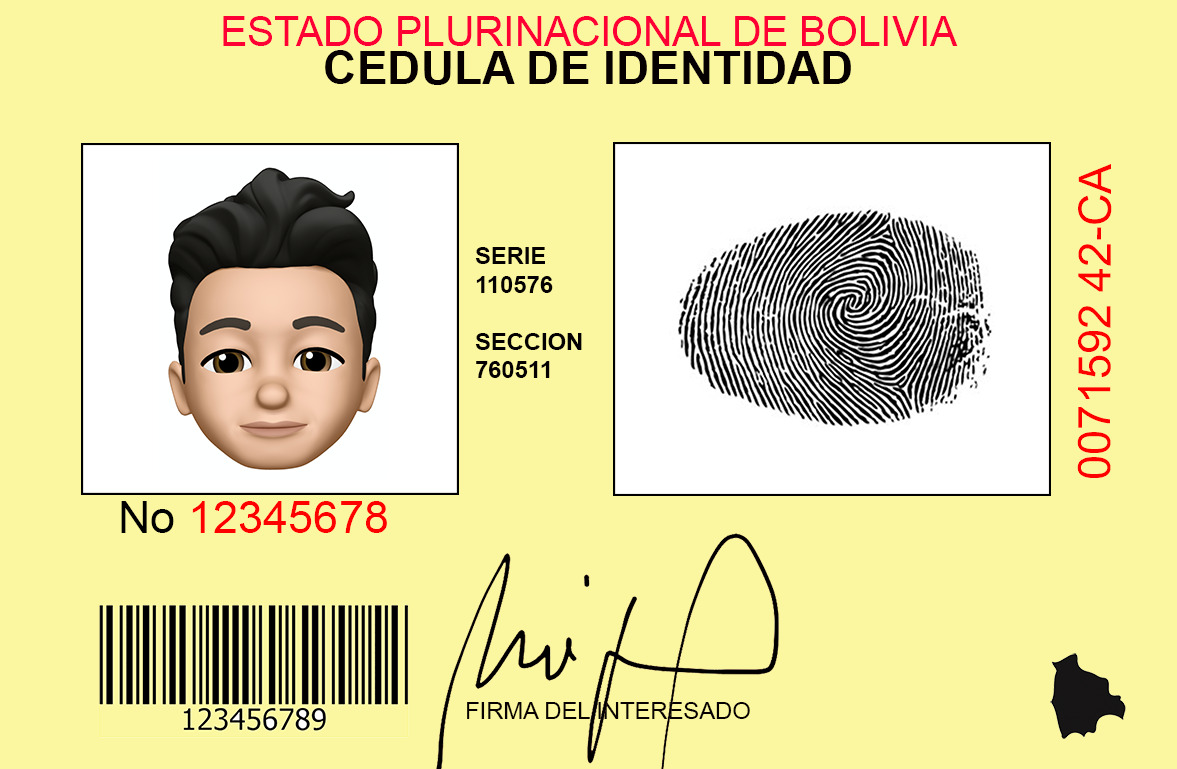 ESTADO PLURINACIONAL DE BOLIVIA
CEDULA DE IDENTIDAD
SERIE
110576
SECCION
760511
0071592 42-CA
No 12345678
123456789
FIRMA DEL INTERESADO